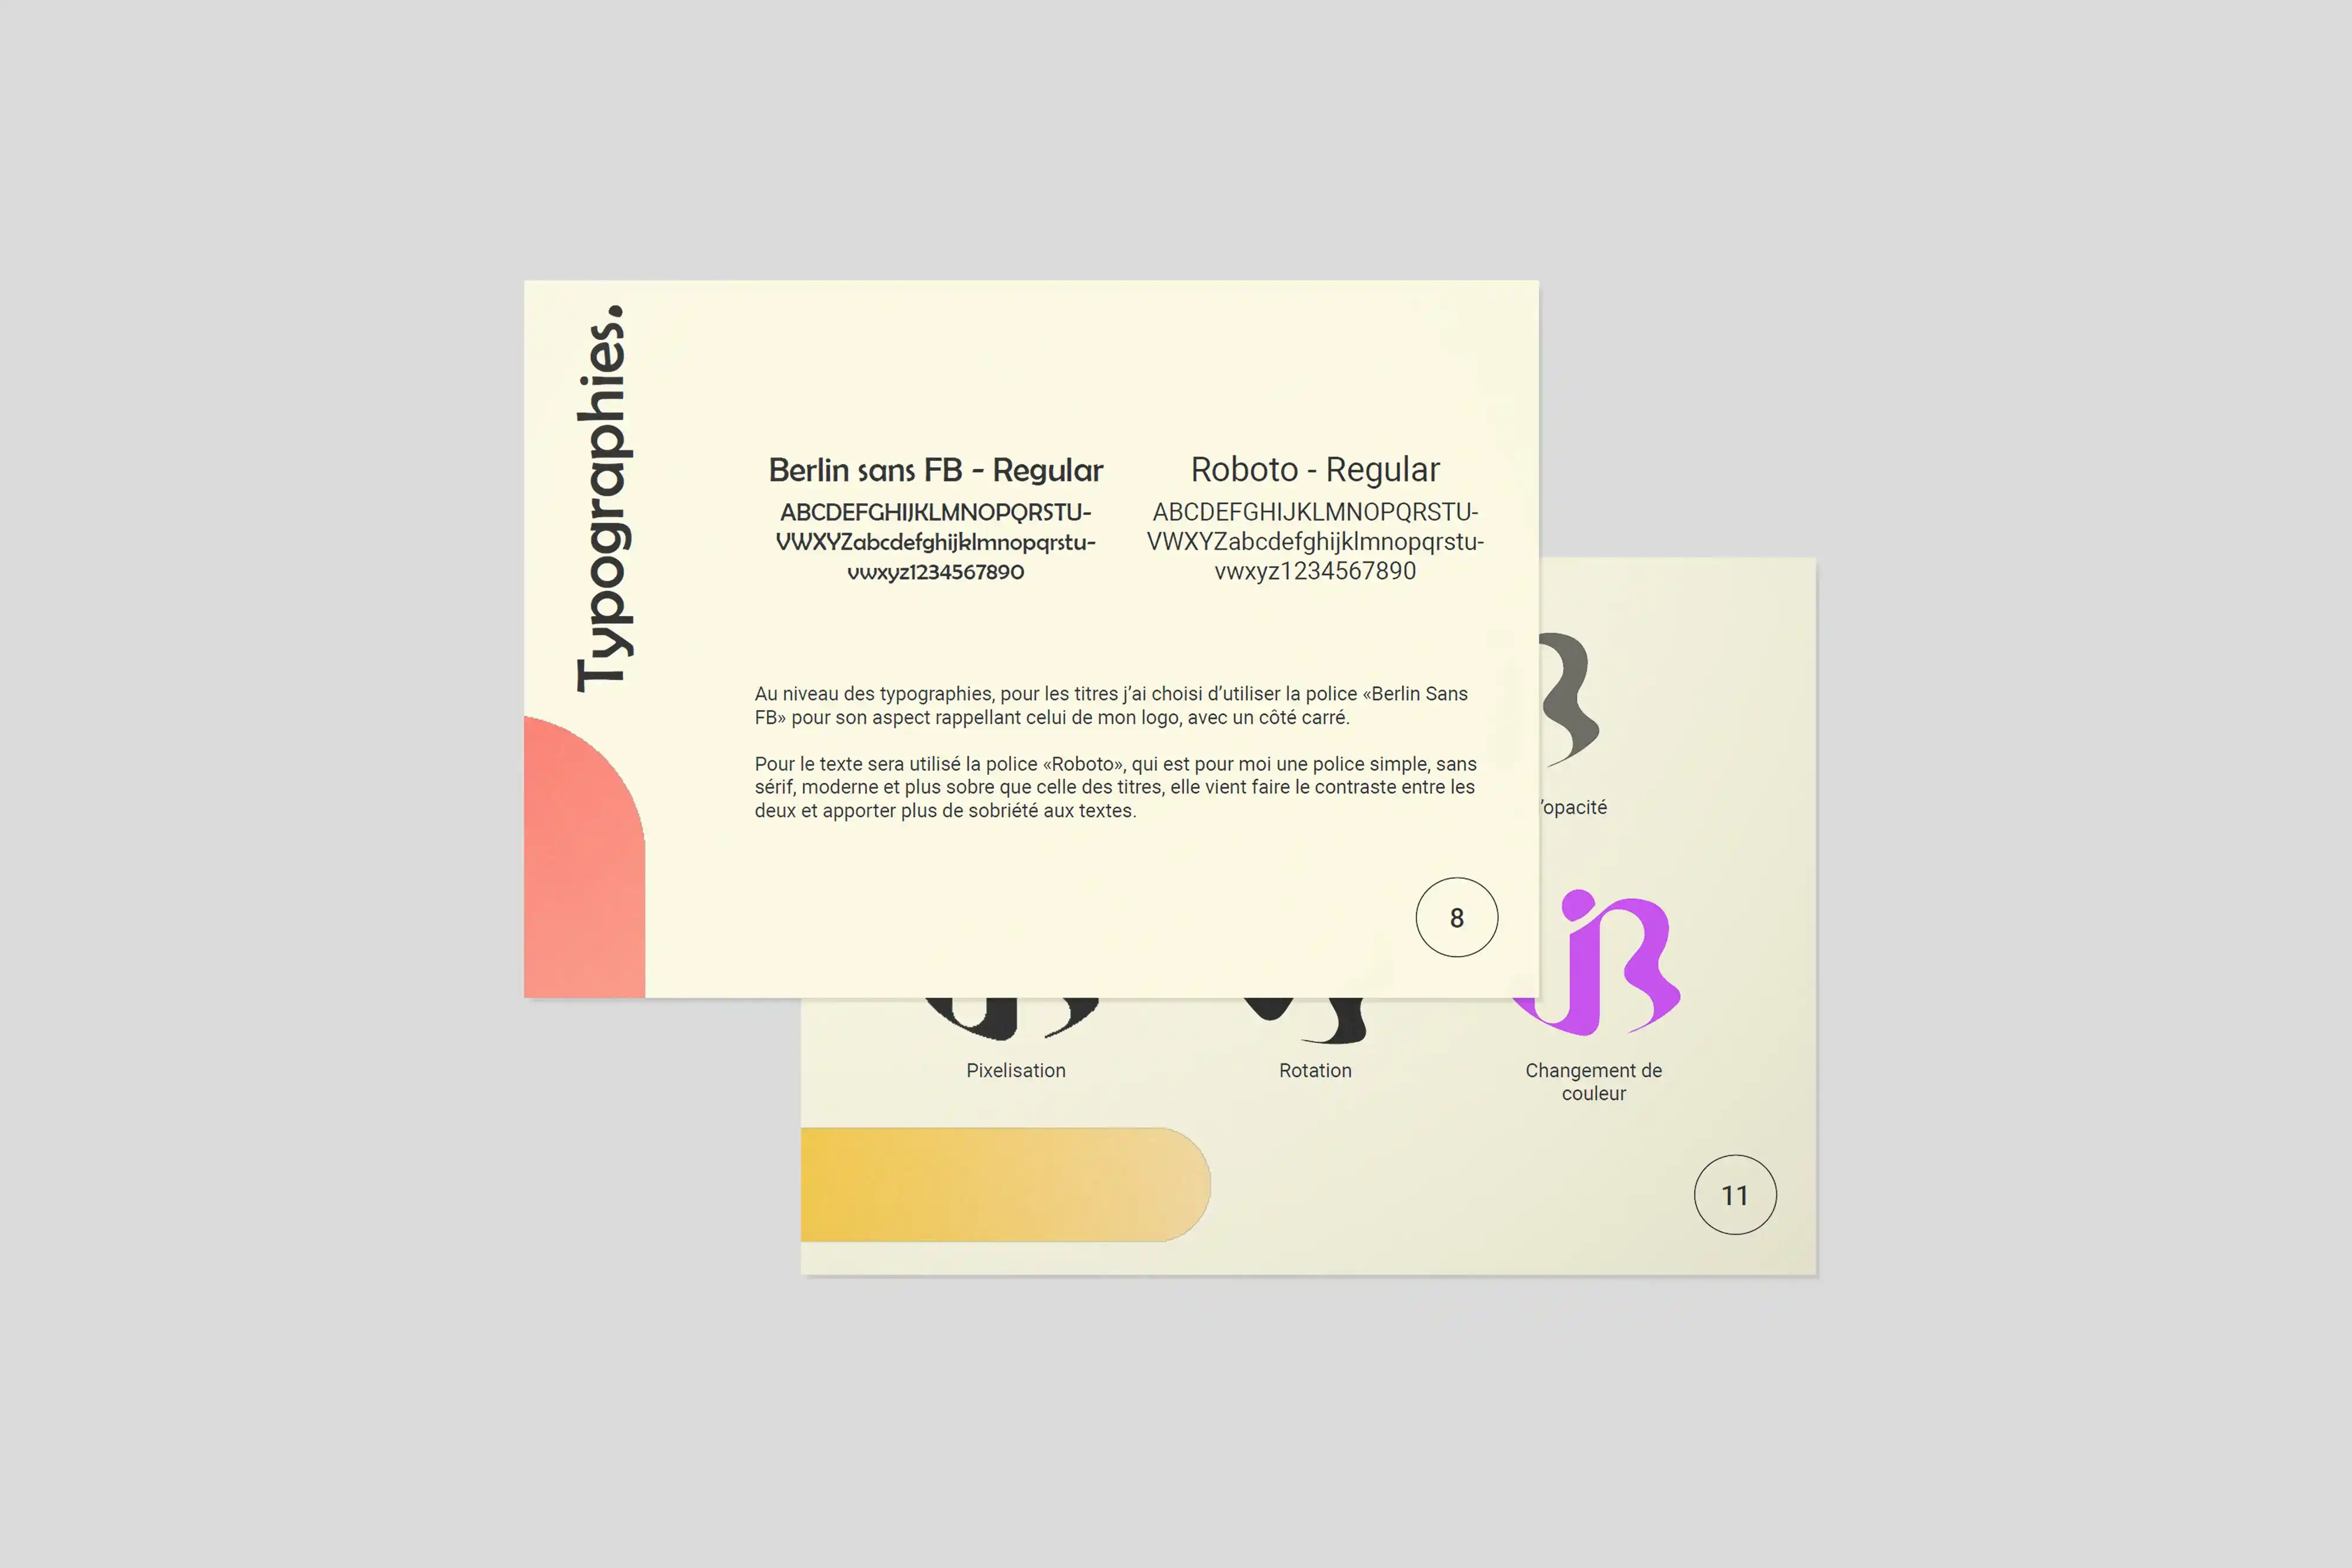 Typographies.
Berlin sans FB - Regular
ABCDEFGHIJKLMNOPQRSTU-
VWXYZabcdefghijklmnopqrstu-
vwxyz1234567890
Roboto - Regular
ABCDEFGHIJKLMNOPQRSTU-
VWXYZabcdefghijklmnopqrstu-
vwxyz1234567890
Au niveau des typographies, pour les titres j’ai choisi d’utiliser la police «Berlin Sans
FB» pour son aspect rappellant celui de mon logo, avec un côté carré.
Pour le texte sera utilisé la police «Roboto», qui est pour moi une police simple, sans
sérif, moderne et plus sobre que celle des titres, elle vient faire le contraste entre les
deux et apporter plus de sobriété aux textes.
8
’opacité
jB
Pixelisation
Rotation
Changement de
couleur
11